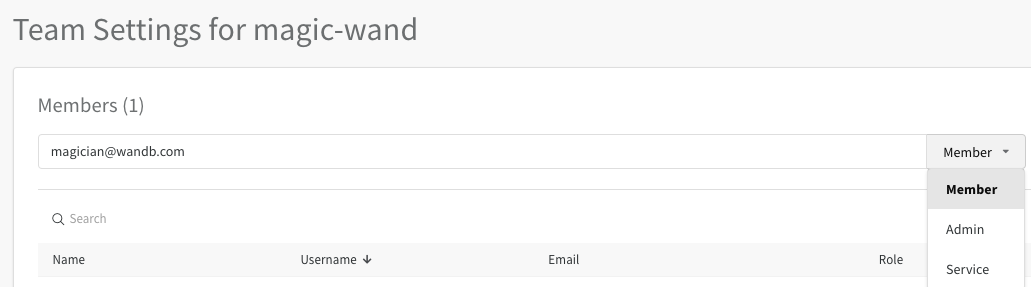 Team Settings for magic-wand
Members (1)
magician@wandb.com Member
Member
Admin
Service
Search
Name Username Email Role